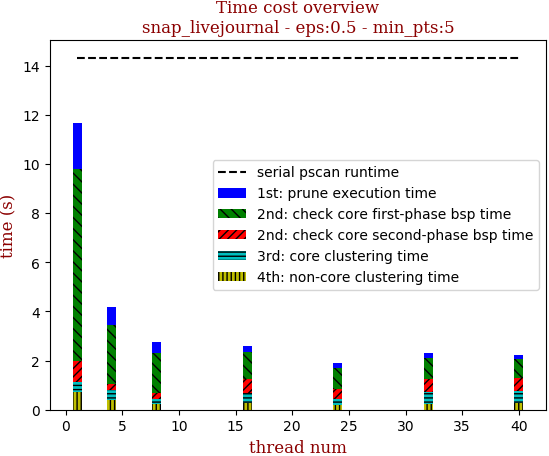 Time cost overview
snap_livejournal - eps:0.5 - min_pts:5
time (s)
14
12
10
8
6
4
2
0
serial pscan runtime
1st: prune execution time
2nd: check core first-phase bsp time
2nd: check core second-phase bsp time
3rd: core clustering time
4th: non-core clustering time
0 5 10 15 20 25 30 35 40
thread num